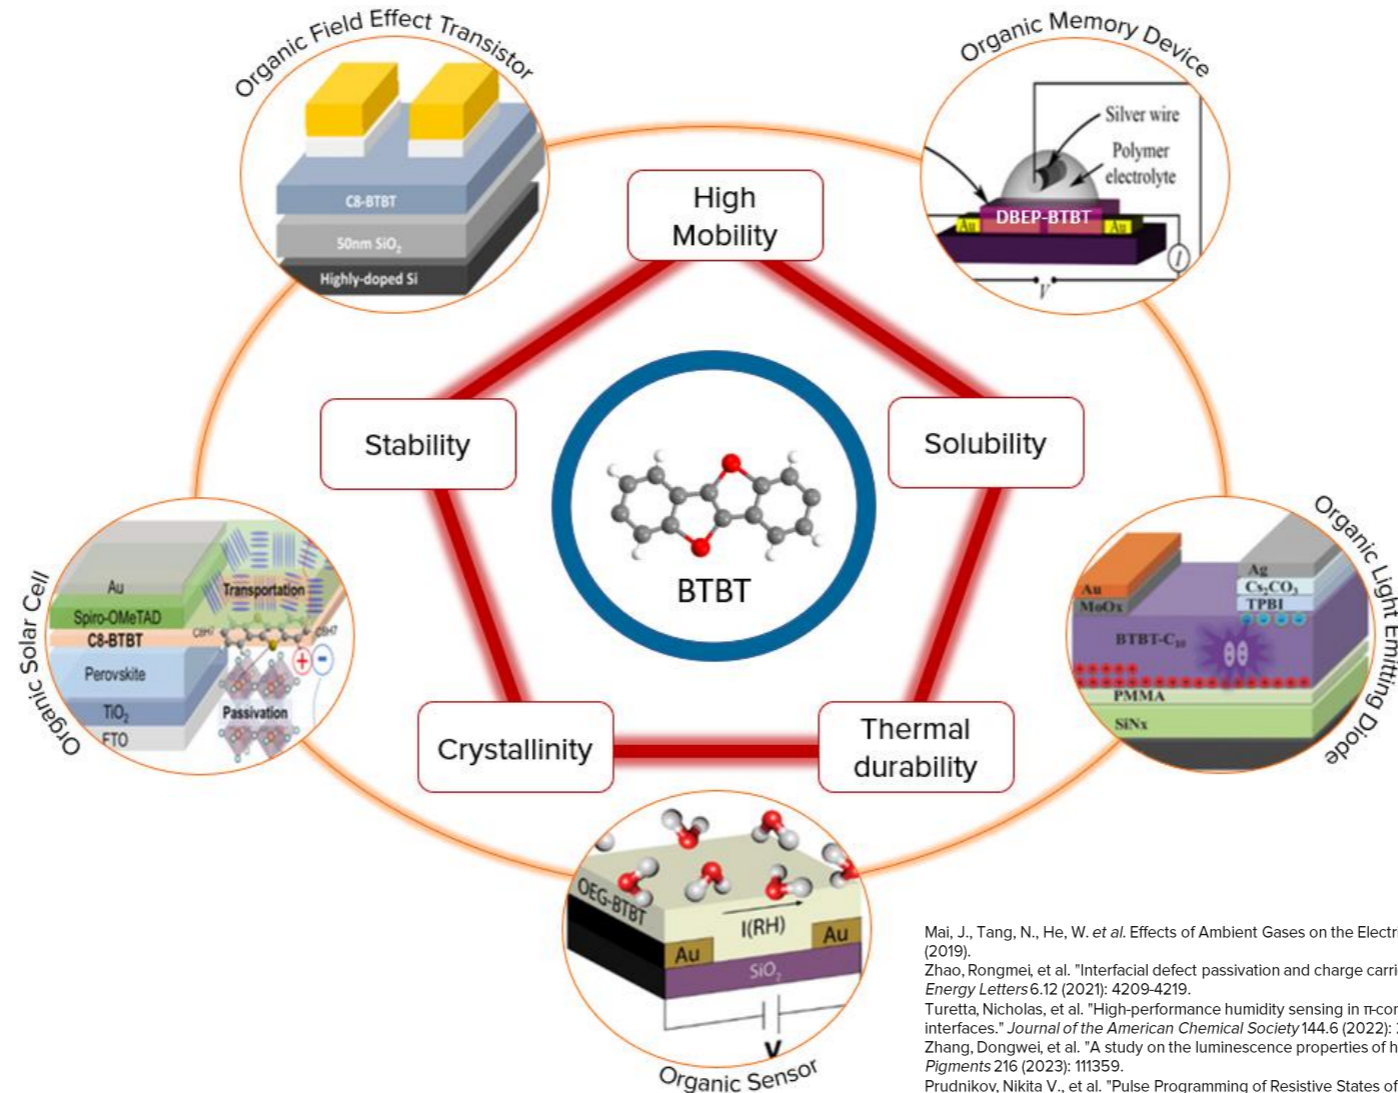 Organic Field Effect Transistor
C8-BTBT
50nm SiO₂
Highly-doped Si
Organic Memory Device
Silver wire
Polymer
electrolyte
DBEP-BTBT
Au
Au
I
V
High
Mobility
Stability
Solubility
BTBT
Crystallinity
Thermal
durability
Organic Solar Cell
Au
Spiro-OMeTAD
C8-BTBT
Perovskite
TiO₂
FTO
Transportation
C8H7
C8H7
+
-
Passivation
Organic Light Emitting Diode
Au
MoOx
Ag
Cs₂CO₃
TPBI
BTBT-C₁₀
PMMA
SiNx
OEG-BTBT
I(RH)
Au
Au
SiO₂
V
Organic Sensor
Mai, J., Tang, N., He, W. et al. Effects of Ambient Gases on the Electri
(2019).
Zhao, Rongmei, et al. "Interfacial defect passivation and charge carri
Energy Letters 6.12 (2021): 4209-4219.
Turetta, Nicholas, et al. "High-performance humidity sensing in π-con
interfaces." Journal of the American Chemical Society 144.6 (2022):
Zhang, Dongwei, et al. "A study on the luminescence properties of h
Pigments 216 (2023): 111359.
Prudnikov, Nikita V., et al. "Pulse Programming of Resistive States of